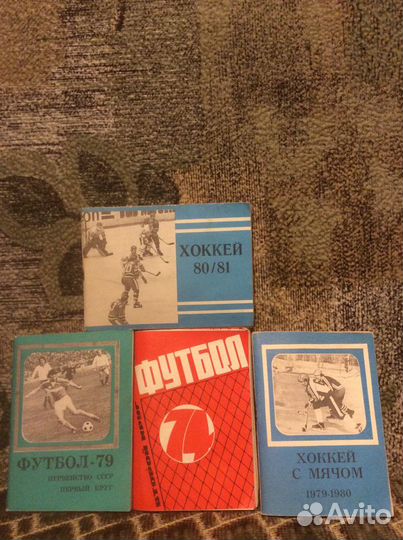 ХОККЕЙ
80/81
ФУТБОЛ-79
ПЕРВЕНСТВО СССР
ПЕРВЫЙ КРУГ
ФУТБОЛ
ХОККЕЙ
С МЯЧОМ
1979-1980
Avito